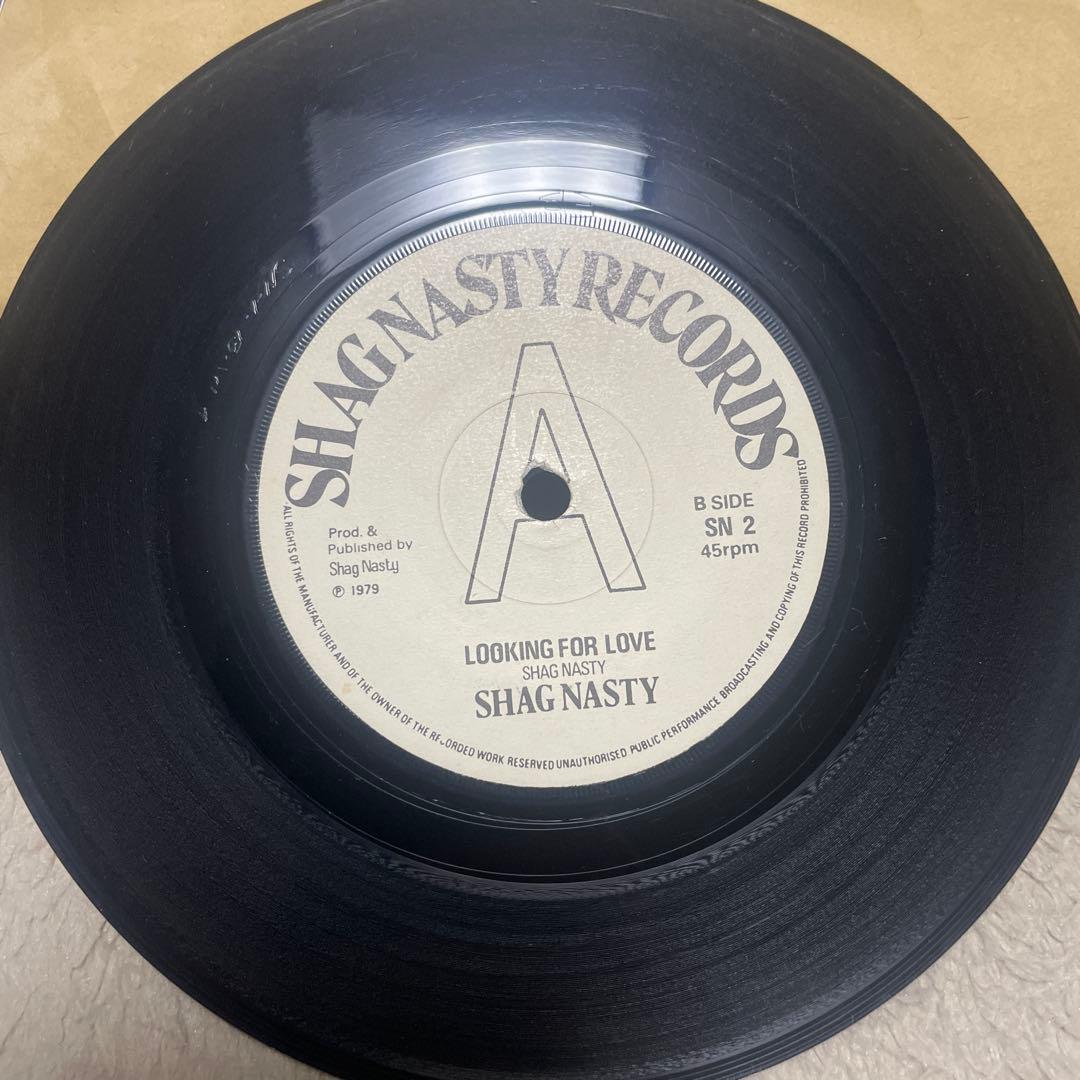 SHAG NASTY RECORDS
A
B SIDE
SN 2
45rpm
Prod. &
Published by
Shag Nasty
℗ 1979
LOOKING FOR LOVE
SHAG NASTY
SHAG NASTY
ALL RIGHTS OF THE MANUFACTURER AND OF THE OWNER OF THE RECORDED WORK RESERVED UNAUTHORISED PUBLIC PERFORMANCE BROADCASTING AND COPYING OF THIS RECORD PROHIBITED